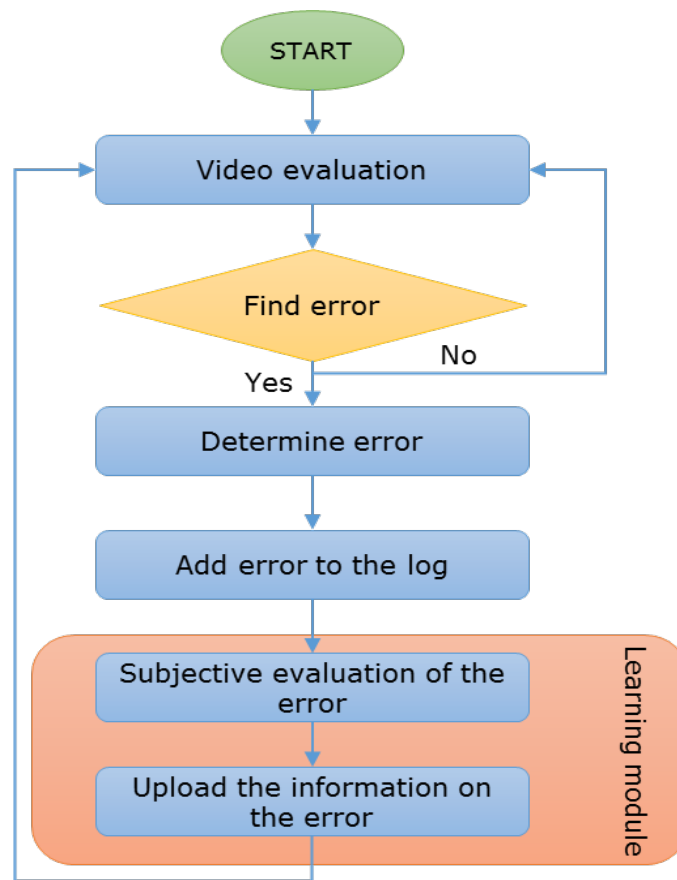 START
Video evaluation
Find error
No
Yes
Determine error
Add error to the log
Subjective evaluation of the
error
Upload the information on
the error
Learning module